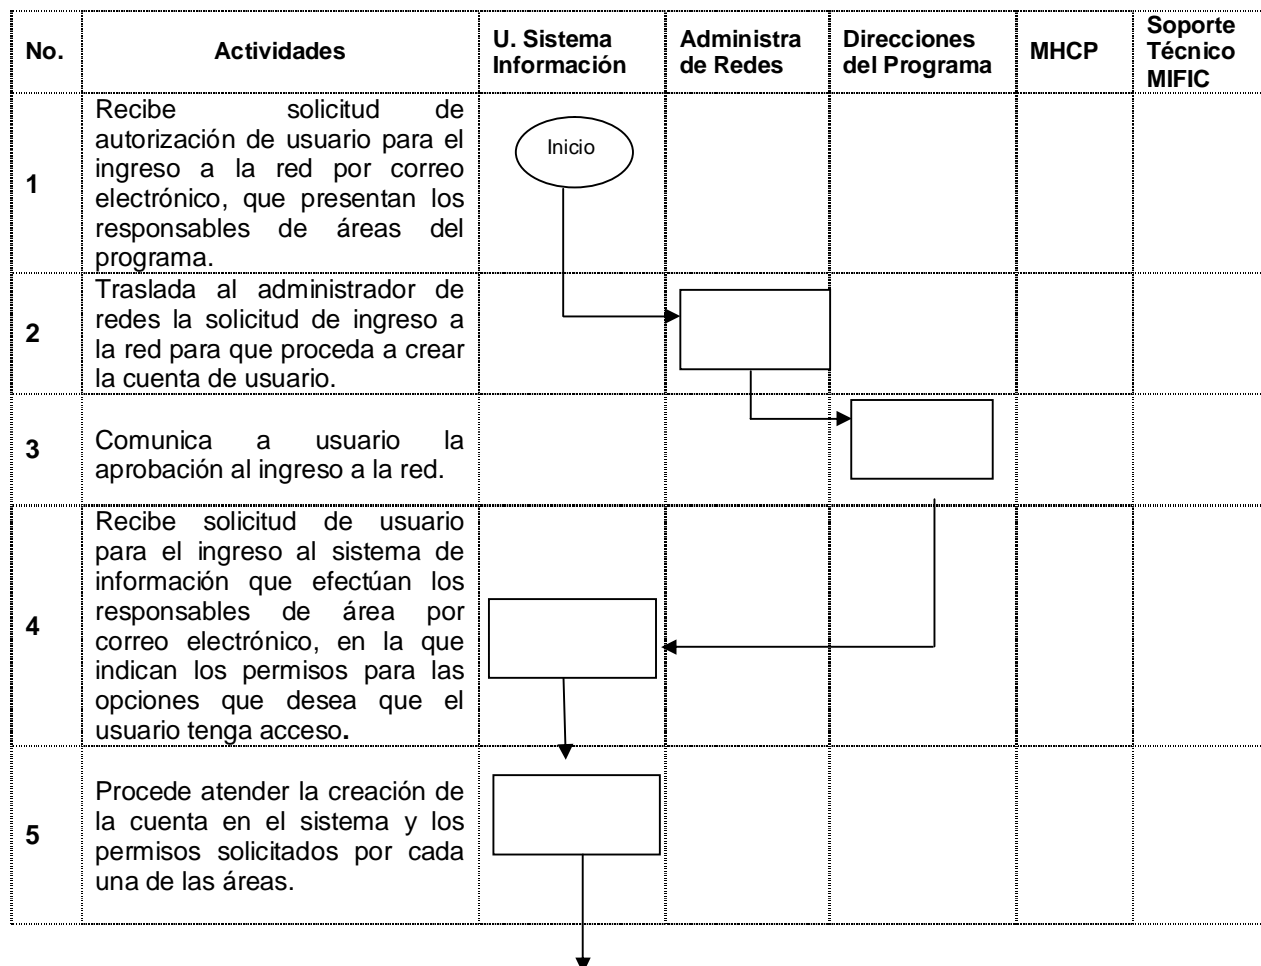 No.
Actividades
U. Sistema
Información
Administra
de Redes
Direcciones
del Programa
MHCP
Soporte
Técnico
MIFIC
1
Recibe solicitud de
autorización de usuario para el
ingreso a la red por correo
electrónico, que presentan los
responsables de áreas del
programa.
Inicio
2
Traslada al administrador de
redes la solicitud de ingreso a
la red para que proceda a crear
la cuenta de usuario.
3
Comunica a usuario la
aprobación al ingreso a la red.
4
Recibe solicitud de usuario
para el ingreso al sistema de
información que efectúan los
responsables de área por
correo electrónico, en la que
indican los permisos para las
opciones que desea que el
usuario tenga acceso.
5
Procede atender la creación de
la cuenta en el sistema y los
permisos solicitados por cada
una de las áreas.